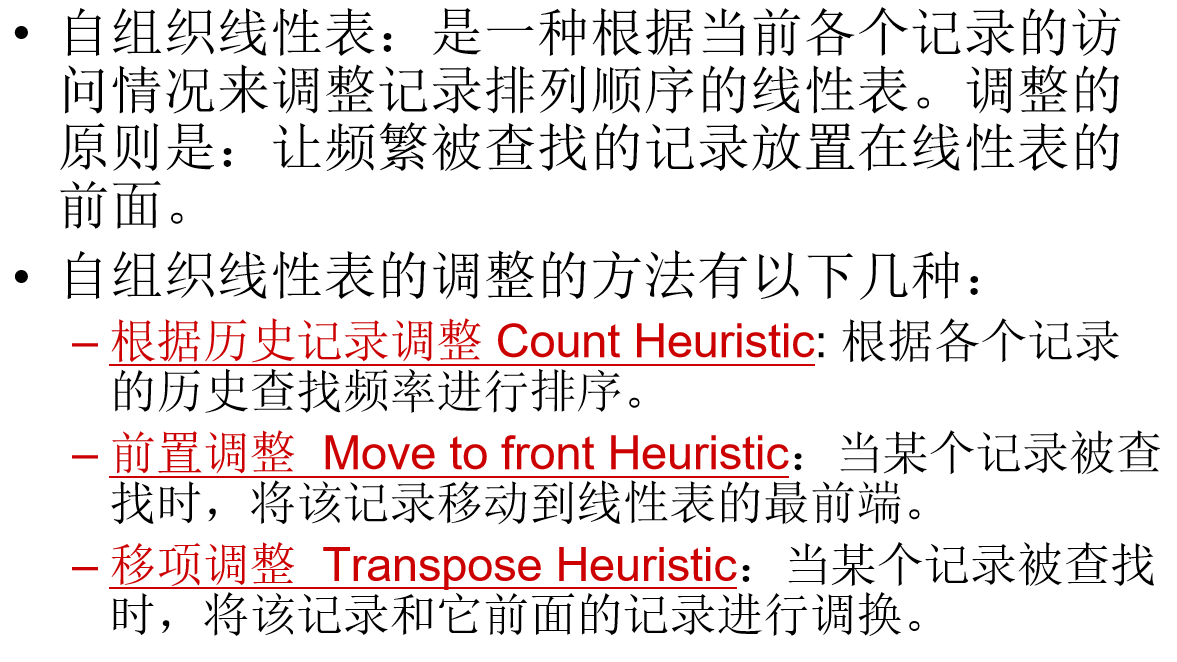 • 自组织线性表：是一种根据当前各个记录的访
问情况来调整记录排列顺序的线性表。调整的
原则是：让频繁被查找的记录放置在线性表的
前面。
• 自组织线性表的调整的方法有以下几种：
– 根据历史记录调整 Count Heuristic: 根据各个记录
的历史查找频率进行排序。
– 前置调整  Move to front Heuristic：当某个记录被查
找时，将该记录移动到线性表的最前端。
– 移项调整  Transpose Heuristic：当某个记录被查找
时，将该记录和它前面的记录进行调换。